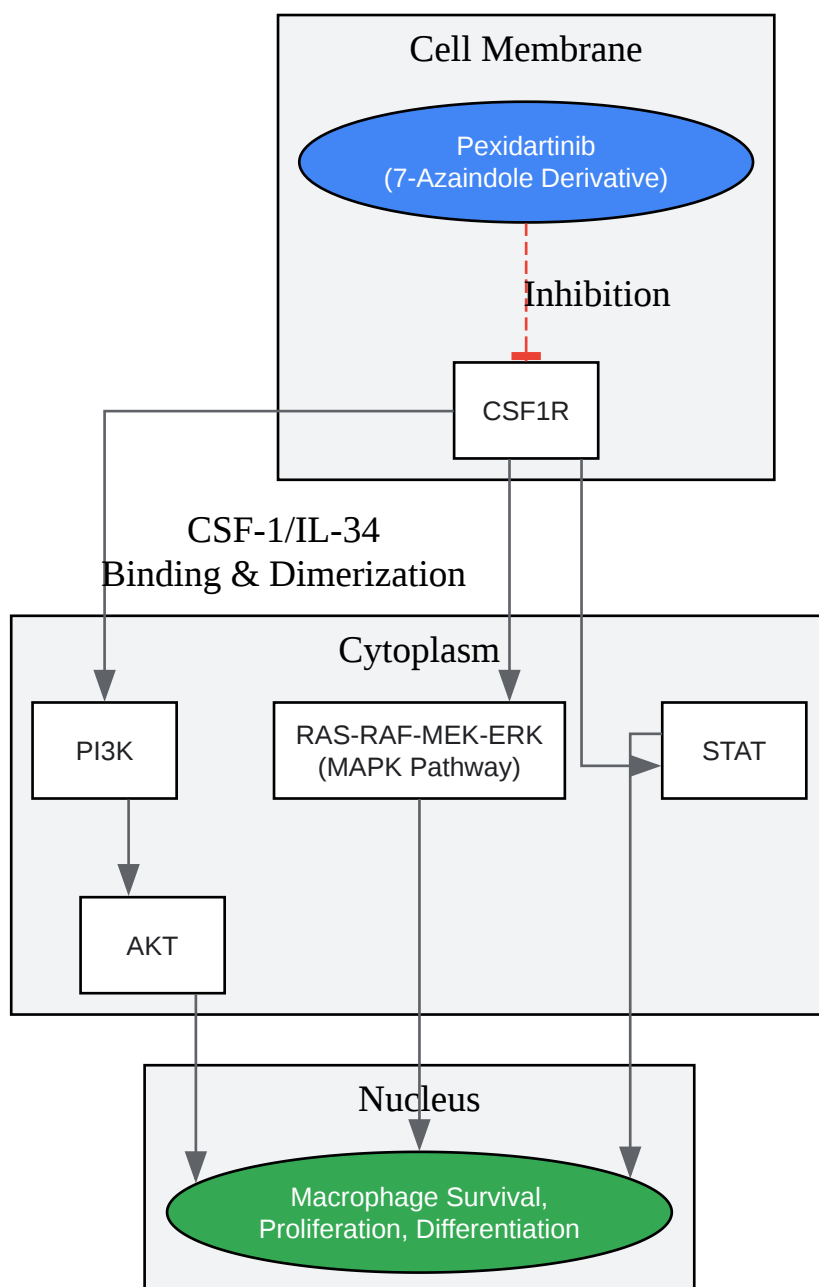 Cell Membrane
Pexidartinib
(7-Azaindole Derivative)
Inhibition
CSF1R
CSF-1/IL-34
Binding & Dimerization
Cytoplasm
PI3K
RAS-RAF-MEK-ERK
(MAPK Pathway)
STAT
AKT
Nucleus
Macrophage Survival,
Proliferation, Differentiation